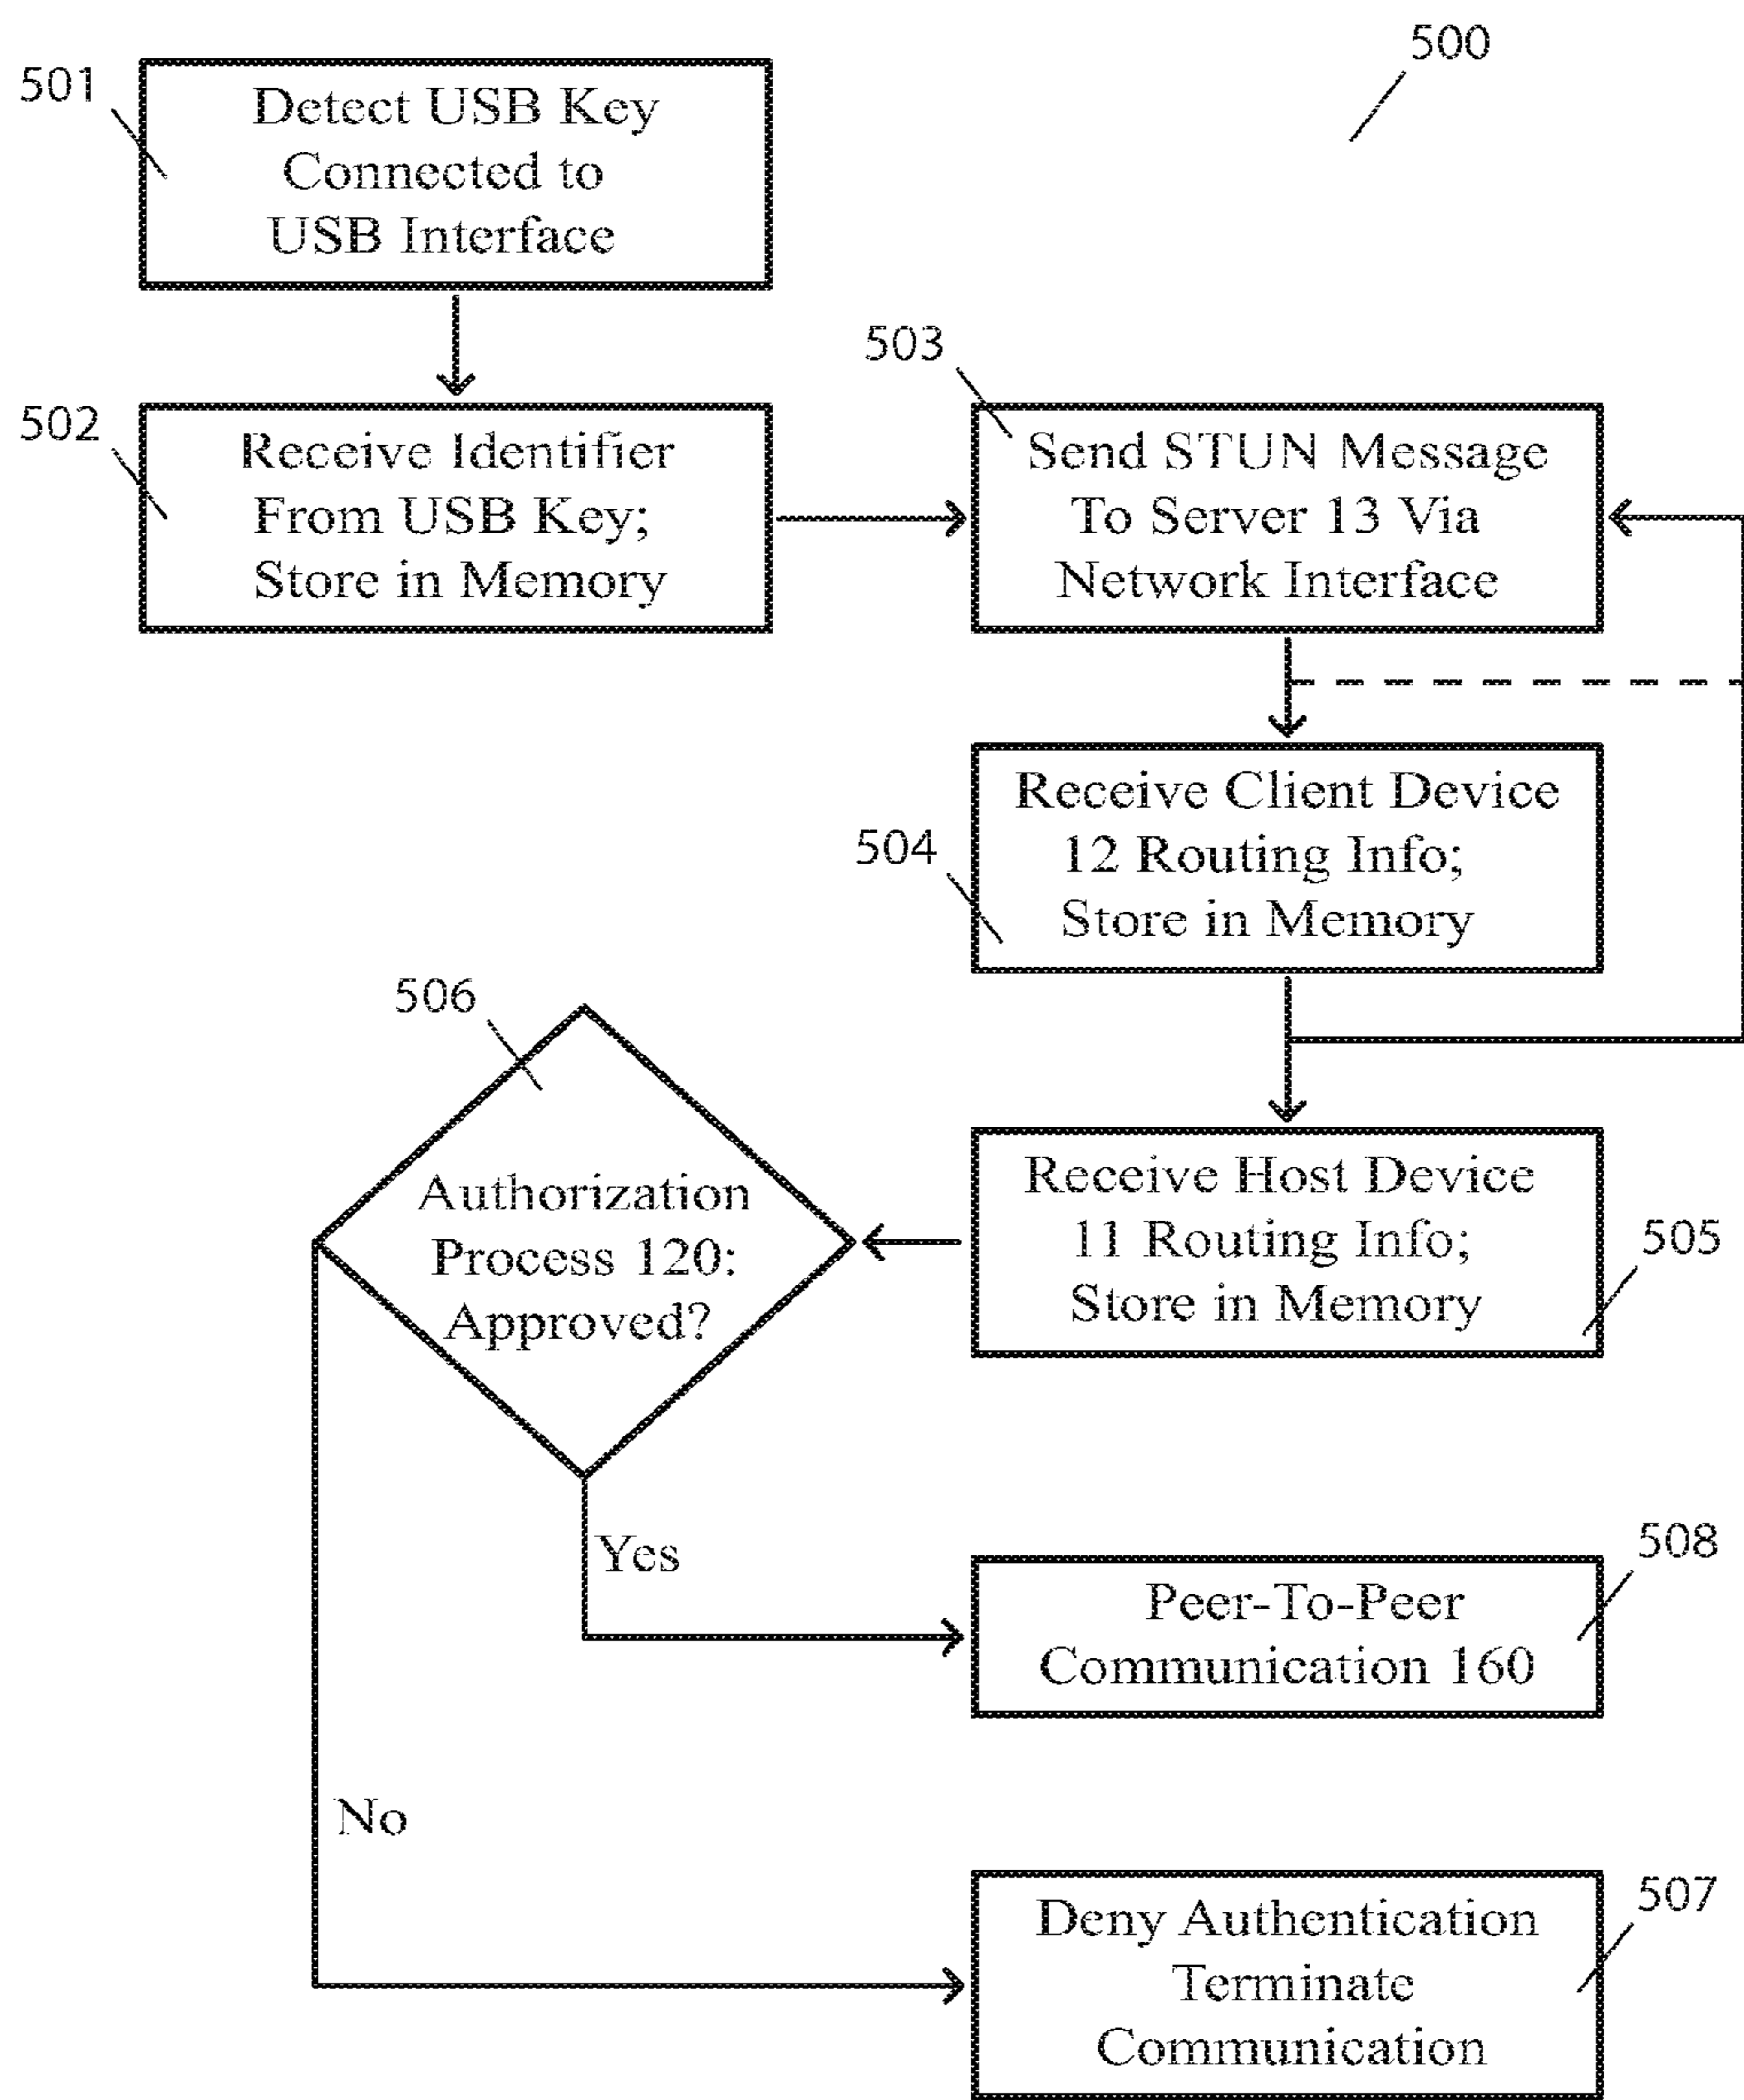 500
501
Detect USB Key
Connected to
USB Interface
502
Receive Identifier
From USB Key;
Store in Memory
503
Send STUN Message
To Server 13 Via
Network Interface
504
Receive Client Device
12 Routing Info;
Store in Memory
505
Receive Host Device
11 Routing Info;
Store in Memory
506
Authorization
Process 120:
Approved?
Yes
508
Peer-To-Peer
Communication 160
No
507
Deny Authentication
Terminate
Communication